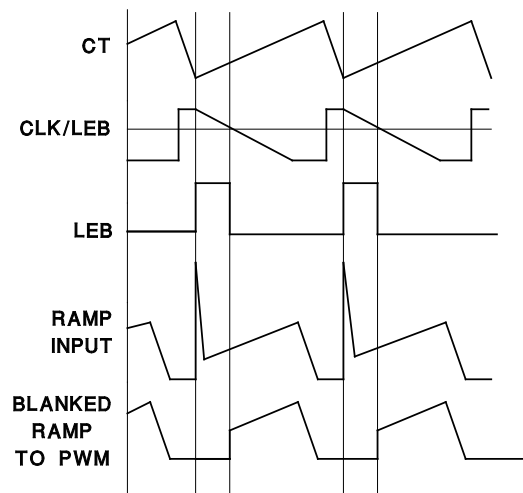 CT
CLK/LEB
LEB
RAMP
INPUT
BLANKED
RAMP
TO PWM